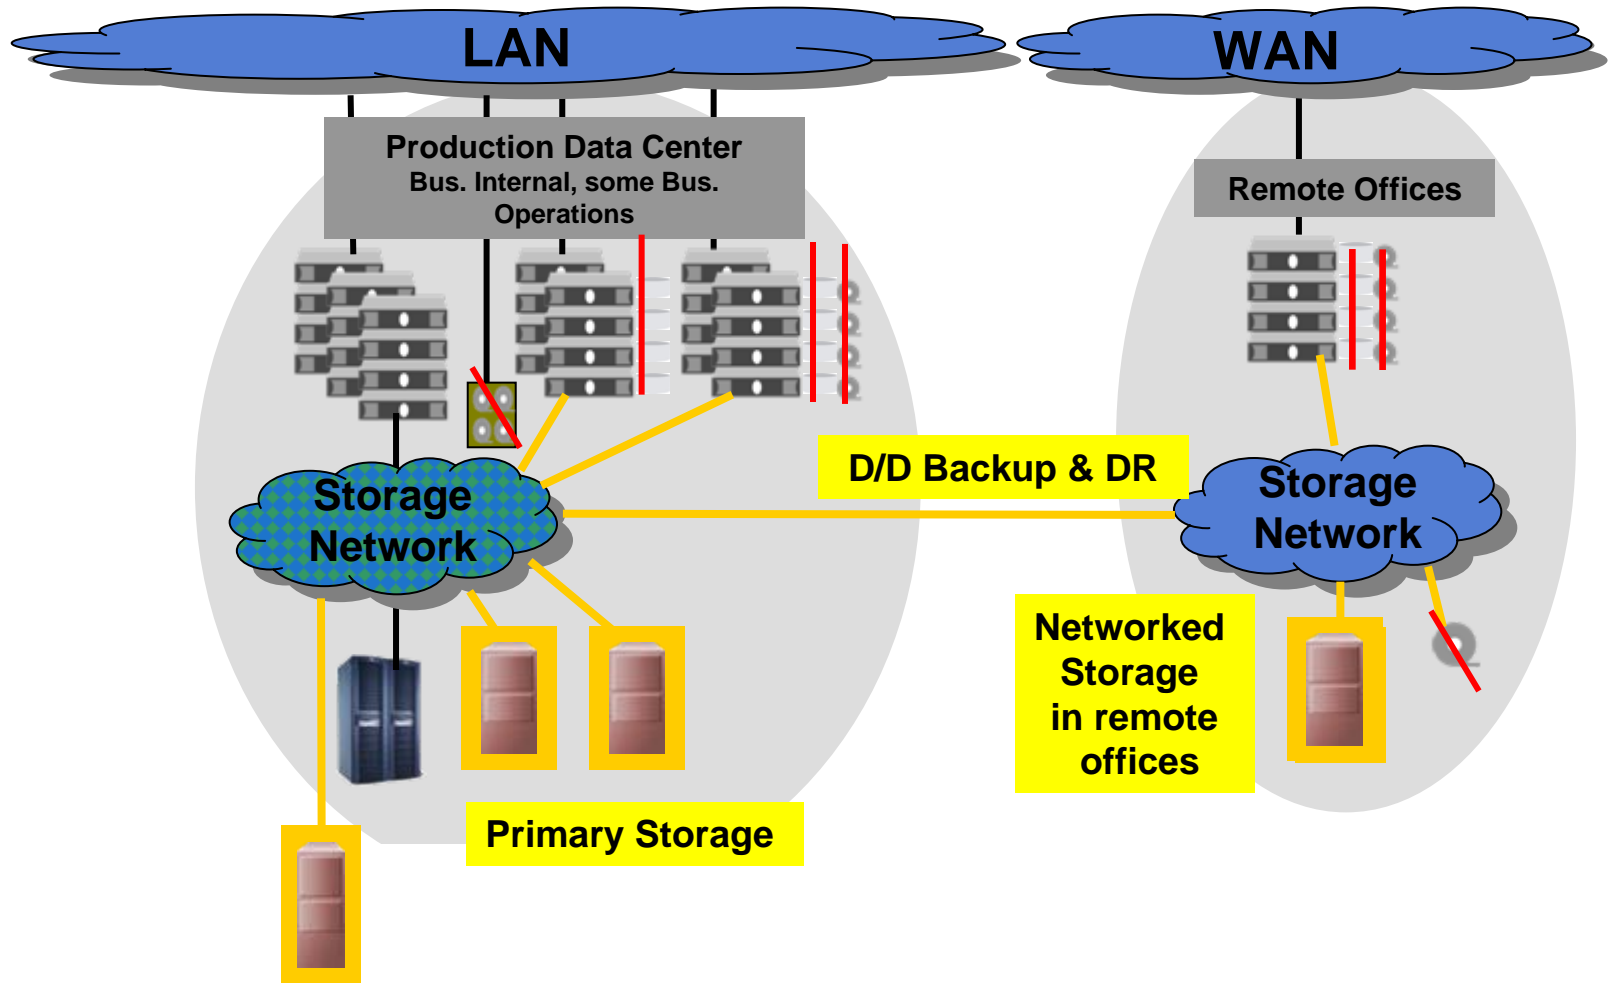 LAN
WAN
Production Data Center
Bus. Internal, some Bus.
Operations
Remote Offices
D/D Backup & DR
Storage
Network
Storage
Network
Networked
Storage
in remote
offices
Primary Storage